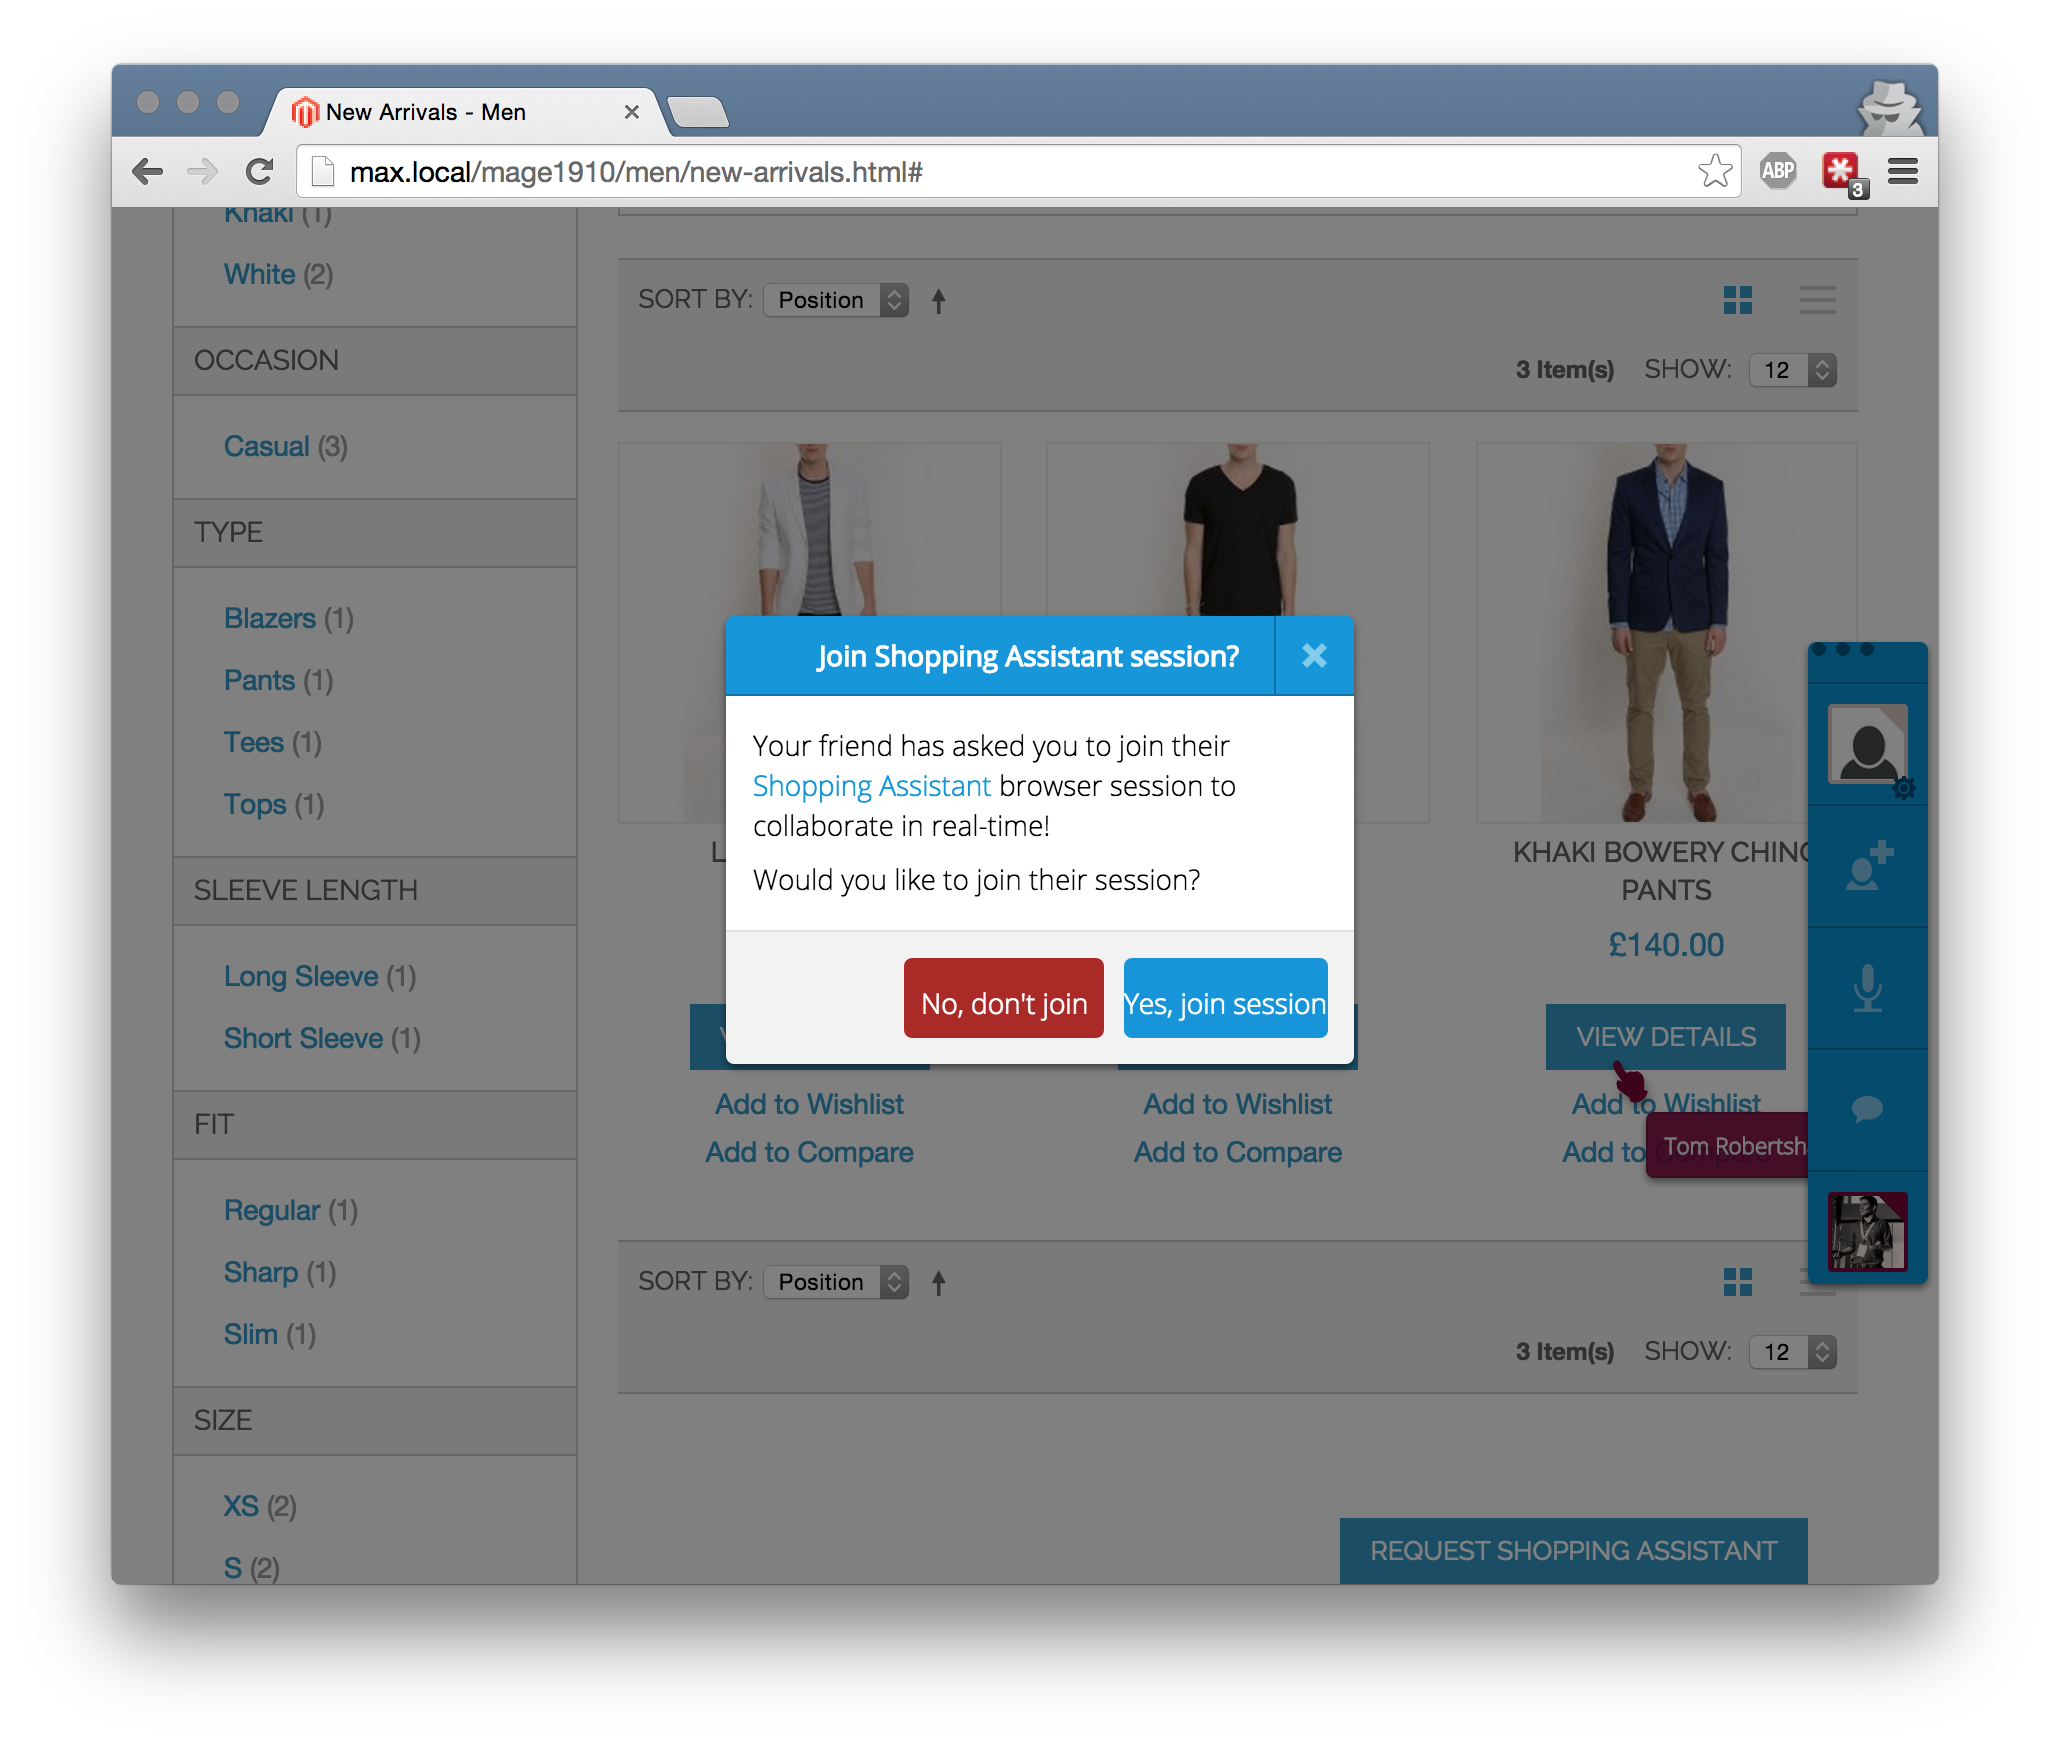 New Arrivals - Men
max.local/mage1910/men/new-arrivals.html#
ABP
3
Khaki (1)
White (2)
OCCASION
Casual (3)
TYPE
Blazers (1)
Pants (1)
Tees (1)
Tops (1)
SLEEVE LENGTH
Long Sleeve (1)
Short Sleeve (1)
FIT
Regular (1)
Sharp (1)
Slim (1)
SIZE
XS (2)
S (2)
SORT BY: Position
3 Item(s) SHOW: 12
Join Shopping Assistant session?
Your friend has asked you to join their
Shopping Assistant browser session to
collaborate in real-time!
Would you like to join their session?
No, don't join
Yes, join session
Add to Wishlist
Add to Compare
Add to Wishlist
Add to Compare
KHAKI BOWERY CHINO
PANTS
£140.00
VIEW DETAILS
Add to Wishlist
Add to
Tom Robertsh
SORT BY: Position
3 Item(s) SHOW: 12
REQUEST SHOPPING ASSISTANT